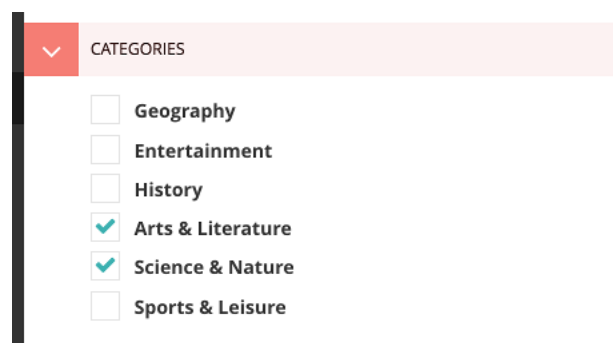 CATEGORIES
Geography
Entertainment
History
Arts & Literature
Science & Nature
Sports & Leisure